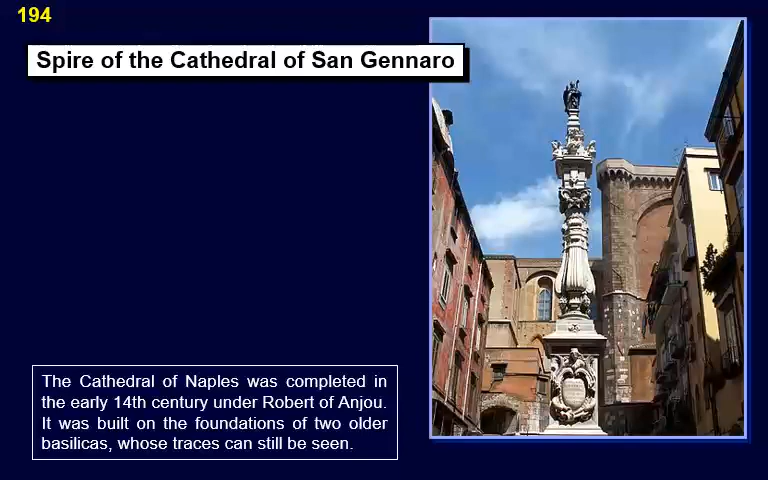 194
Spire of the Cathedral of San Gennaro
The Cathedral of Naples was completed in
the early 14th century under Robert of Anjou.
It was built on the foundations of two older
basilicas, whose traces can still be seen.